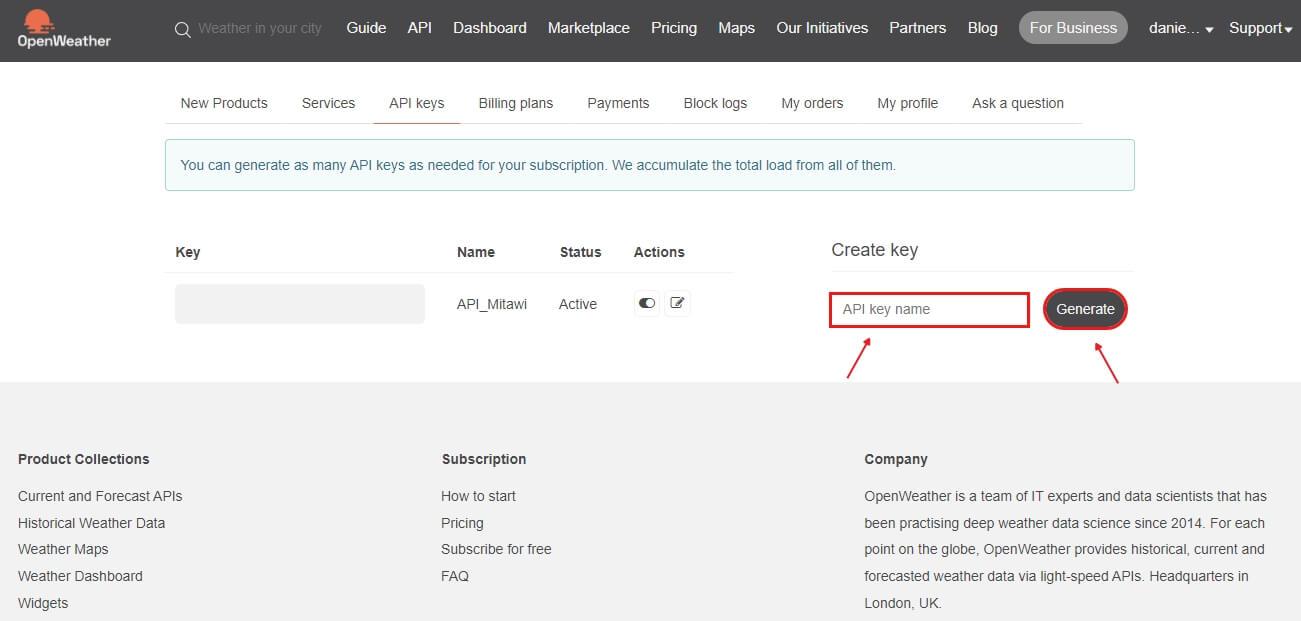 OpenWeather
Weather in your city
Guide
API
Dashboard
Marketplace
Pricing
Maps
Our Initiatives
Partners
Blog
For Business
danie...
Support
New Products
Services
API keys
Billing plans
Payments
Block logs
My orders
My profile
Ask a question
You can generate as many API keys as needed for your subscription. We accumulate the total load from all of them.
Key
Name
Status
Actions
API_Mitawi
Active
Create key
API key name
Generate
Product Collections
Current and Forecast APIs
Historical Weather Data
Weather Maps
Weather Dashboard
Widgets
Subscription
How to start
Pricing
Subscribe for free
FAQ
Company
OpenWeather is a team of IT experts and data scientists that has
been practising deep weather data science since 2014. For each
point on the globe, OpenWeather provides historical, current and
forecasted weather data via light-speed APIs. Headquarters in
London, UK.